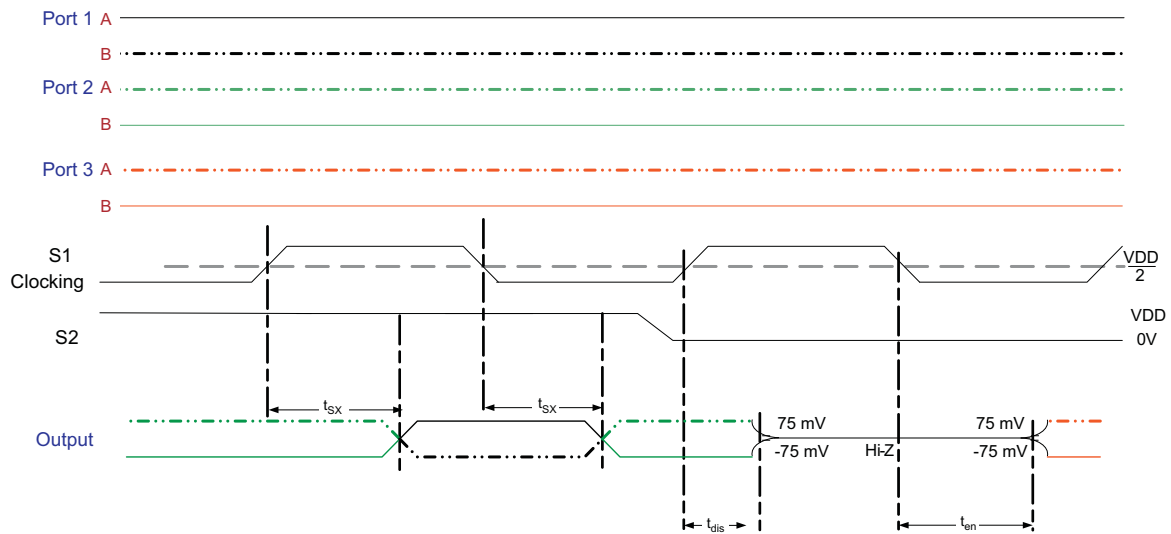 Port 1 A
B
Port 2 A
B
Port 3 A
B
S1
Clocking
VDD
2
S2
VDD
0V
tSX
tSX
Output
75 mV
-75 mV
Hi-Z
75 mV
-75 mV
tdis
ten